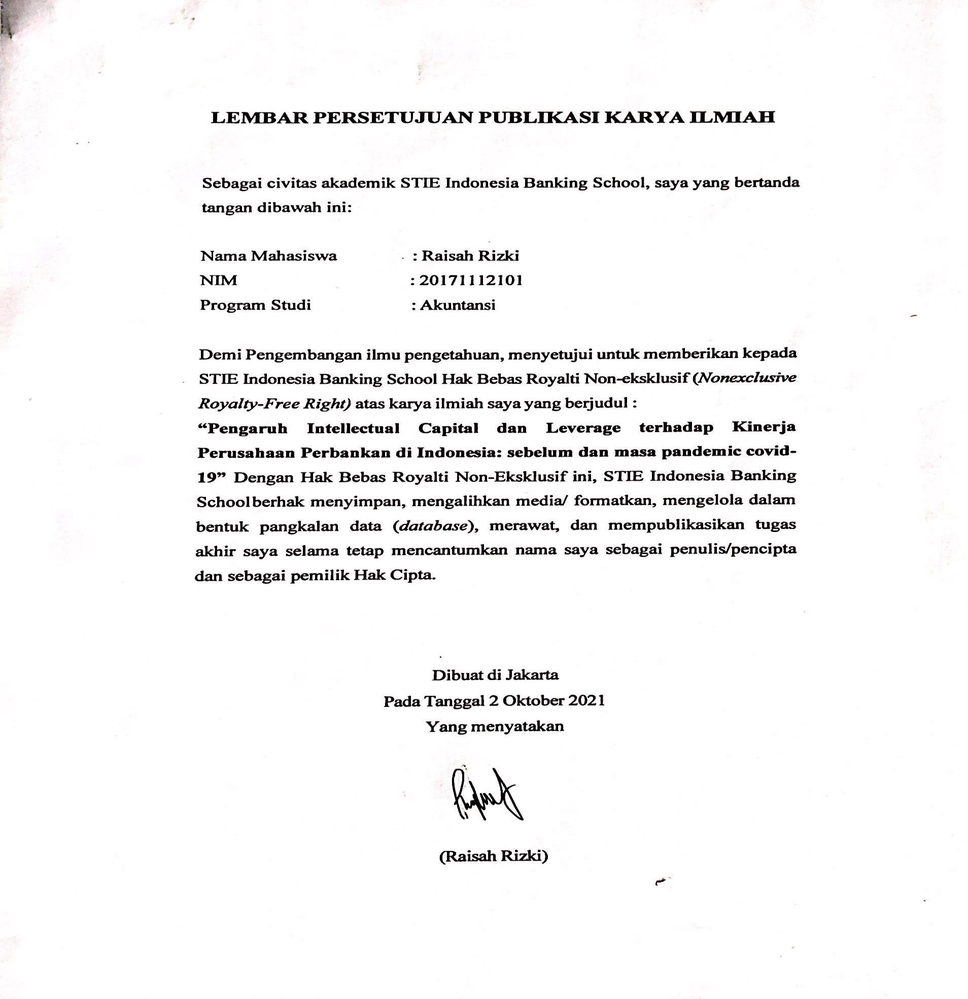 LEMBAR PERSETUJUAN PUBLIKASI KARYA ILMIAH
Sebagai civitas akademik STIE Indonesia Banking School, saya yang bertanda
tangan dibawah ini:
Nama Mahasiswa : Raisah Rizki
NIM : 20171112101
Program Studi : Akuntansi
Demi Pengembangan ilmu pengetahuan, menyetujui untuk memberikan kepada
STIE Indonesia Banking School Hak Bebas Royalti Non-eksklusif (Nonexclusive
Royalty-Free Right) atas karya ilmiah saya yang berjudul :
“Pengaruh Intellectual Capital dan Leverage terhadap Kinerja
Perusahaan Perbankan di Indonesia: sebelum dan masa pandemic covid-
19” Dengan Hak Bebas Royalti Non-Eksklusif ini, STIE Indonesia Banking
School berhak menyimpan, mengalihkan media/ formatkan, mengelola dalam
bentuk pangkalan data (database), merawat, dan mempublikasikan tugas
akhir saya selama tetap mencantumkan nama saya sebagai penulis/pencipta
dan sebagai pemilik Hak Cipta.
Dibuat di Jakarta
Pada Tanggal 2 Oktober 2021
Yang menyatakan
(Raisah Rizki)